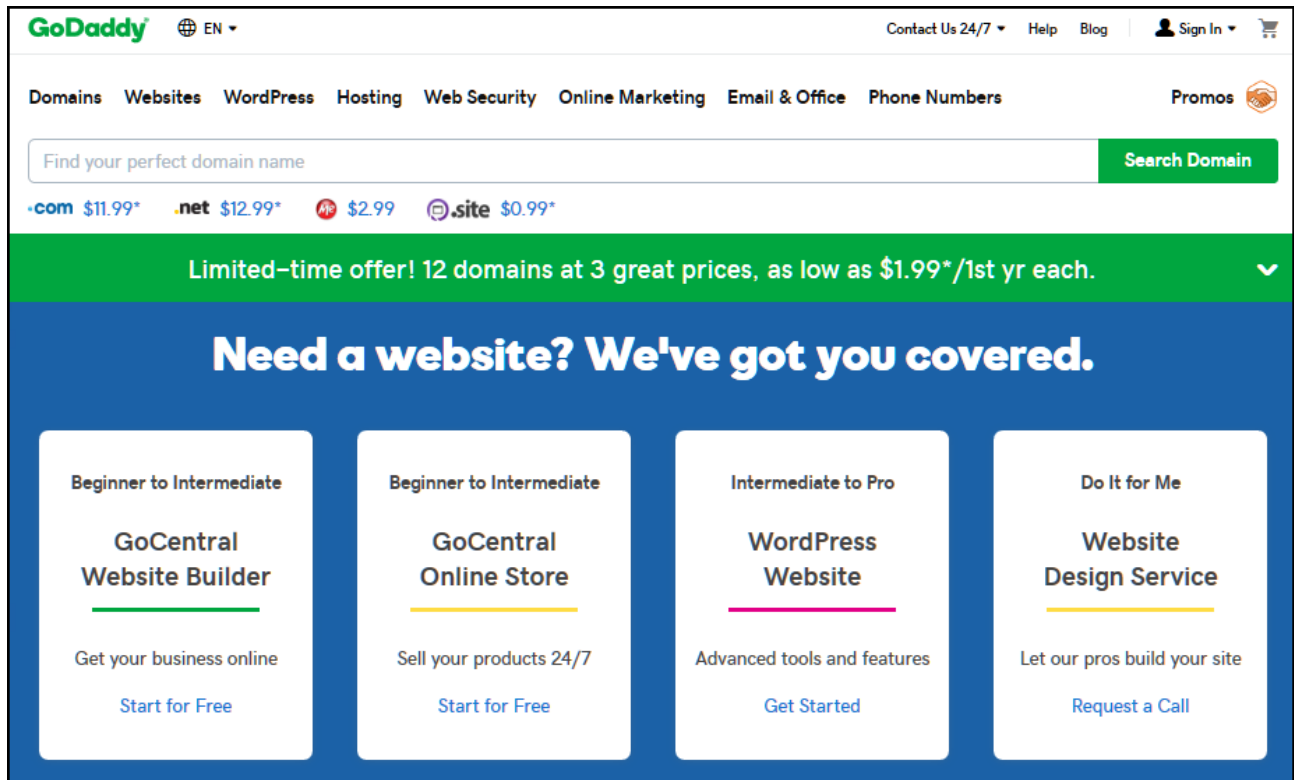 GoDaddy EN Contact Us 24/7 Help Blog Sign In
Domains Websites WordPress Hosting Web Security Online Marketing Email & Office Phone Numbers Promos
Find your perfect domain name Search Domain
.com $11.99* .net $12.99* Me $2.99 .site $0.99*
Limited-time offer! 12 domains at 3 great prices, as low as $1.99*/1st yr each.
Need a website? We've got you covered.
Beginner to Intermediate
GoCentral
Website Builder
Get your business online
Start for Free
Beginner to Intermediate
GoCentral
Online Store
Sell your products 24/7
Start for Free
Intermediate to Pro
WordPress
Website
Advanced tools and features
Get Started
Do It for Me
Website
Design Service
Let our pros build your site
Request a Call